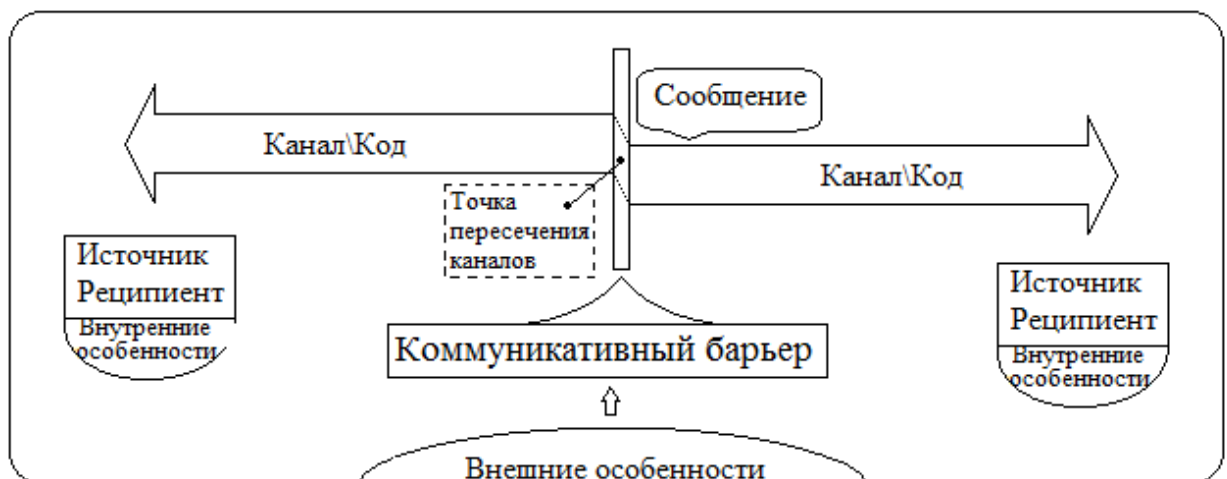 Сообщение
Канал\Код
Канал\Код
Точка
пересечения
каналов
Источник
Реципиент
Внутренние
особенности
Источник
Реципиент
Внутренние
особенности
Коммуникативный барьер
Внешние особенности